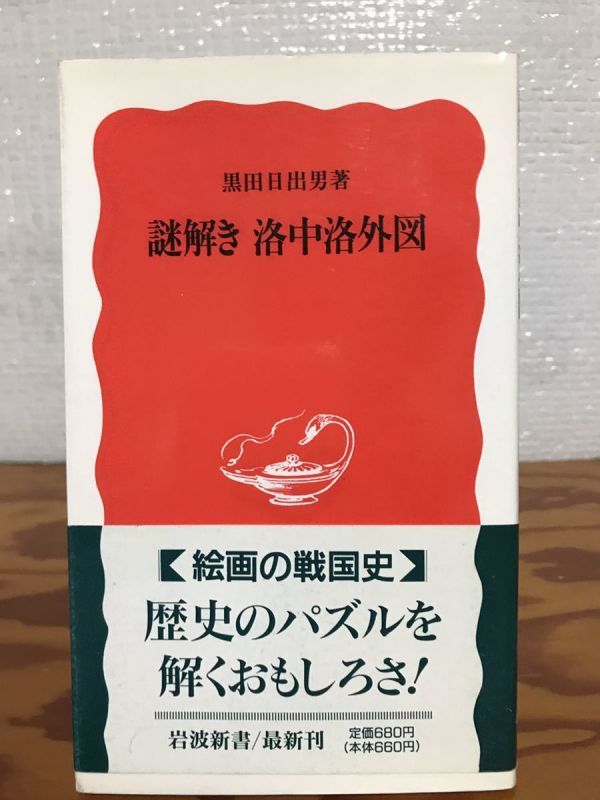 黒田日出男著
謎解き 洛中洛外図
【絵画の戦国史】
歴史のパズルを
解くおもしろさ!
岩波新書/最新刊
定価680円
(本体660円)